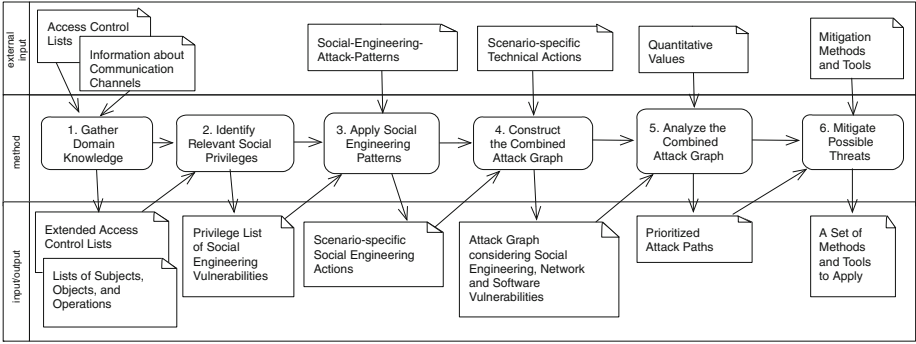 external
input
Access Control
Lists
Information about
Communication
Channels
Social-Engineering-
Attack-Patterns
Scenario-specific
Technical Actions
Quantitative
Values
Mitigation
Methods
and Tools
method
1. Gather
Domain
Knowledge
2. Identify
Relevant Social
Privileges
3. Apply Social
Engineering
Patterns
4. Construct
the Combined
Attack Graph
5. Analyze the
Combined
Attack Graph
6. Mitigate
Possible
Threats
input/output
Extended Access
Control Lists
Lists of Subjects,
Objects, and
Operations
Privilege List
of Social
Engineering
Vulnerabilities
Scenario-specific
Social Engineering
Actions
Attack Graph
considering Social
Engineering, Network
and Software
Vulnerabilities
Prioritized
Attack Paths
A Set of
Methods
and Tools
to Apply